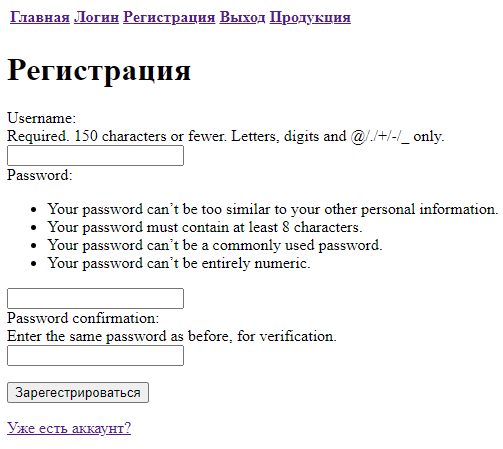 Главная Логин Регистрация Выход Продукция
Регистрация
Username:
Required. 150 characters or fewer. Letters, digits and @/./+/-/_ only.
Password:
• Your password can’t be too similar to your other personal information.
• Your password must contain at least 8 characters.
• Your password can’t be a commonly used password.
• Your password can’t be entirely numeric.
Password confirmation:
Enter the same password as before, for verification.
Зарегестрироваться
Уже есть аккаунт?